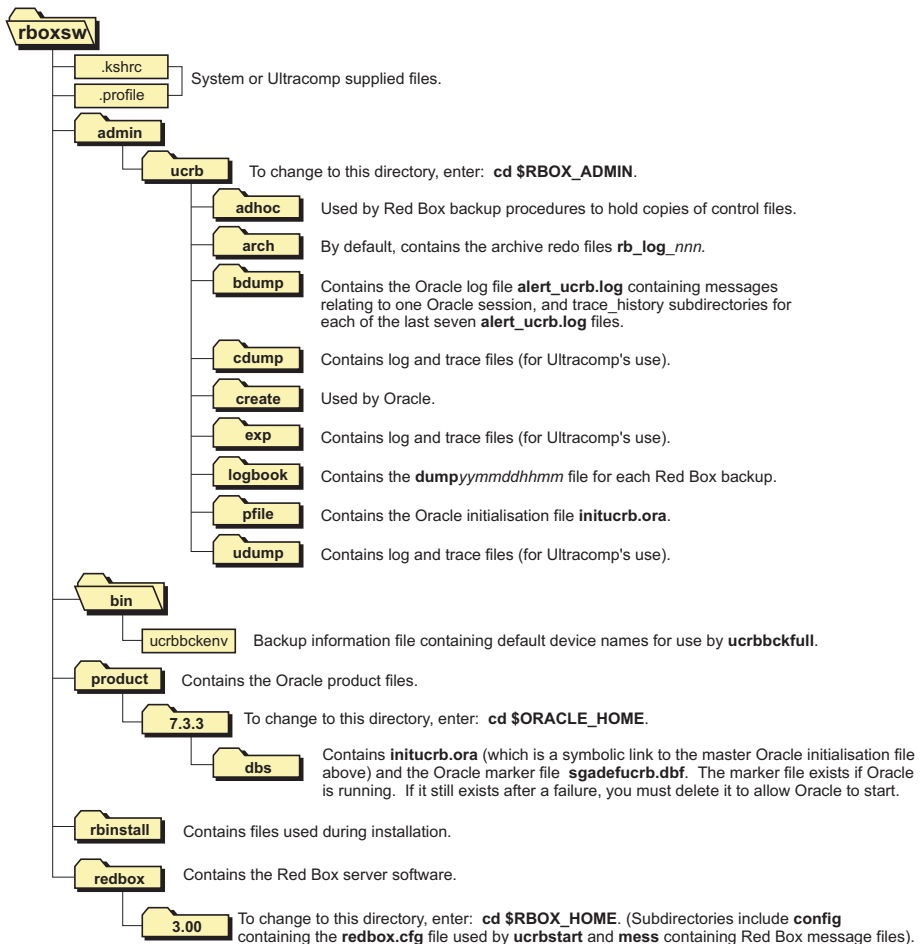 rboxsw
.kshrc
.profile
System or Ultracomp supplied files.
admin
ucrb
To change to this directory, enter: cd $RBOX_ADMIN.
adhoc
Used by Red Box backup procedures to hold copies of control files.
arch
By default, contains the archive redo files rb_log_nnn.
bdump
Contains the Oracle log file alert_ucrb.log containing messages
relating to one Oracle session, and trace_history subdirectories for
each of the last seven alert_ucrb.log files.
cdump
Contains log and trace files (for Ultracomp's use).
create
Used by Oracle.
exp
Contains log and trace files (for Ultracomp's use).
logbook
Contains the dumpyymmddhhmm file for each Red Box backup.
pfile
Contains the Oracle initialisation file initucrb.ora.
udump
Contains log and trace files (for Ultracomp's use).
bin
ucrbbckenv
Backup information file containing default device names for use by ucrbbckfull.
product
Contains the Oracle product files.
7.3.3
To change to this directory, enter: cd $ORACLE_HOME.
dbs
Contains initucrb.ora (which is a symbolic link to the master Oracle initialisation file
above) and the Oracle marker file sgadefucrb.dbf. The marker file exists if Oracle
is running. If it still exists after a failure, you must delete it to allow Oracle to start.
rbinstall
Contains files used during installation.
redbox
Contains the Red Box server software.
3.00
To change to this directory, enter: cd $RBOX_HOME. (Subdirectories include config
containing the redbox.cfg file used by ucrbstart and mess containing Red Box message files).